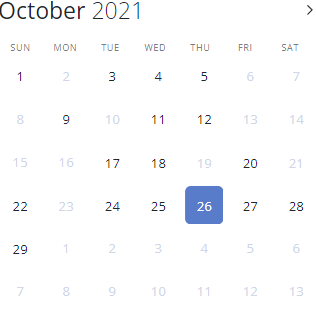 October 2021
SUN MON TUE WED THU FRI SAT
1 2 3 4 5 6 7
8 9 10 11 12 13 14
15 16 17 18 19 20 21
22 23 24 25 26 27 28
29 1 2 3 4 5 6
7 8 9 10 11 12 13